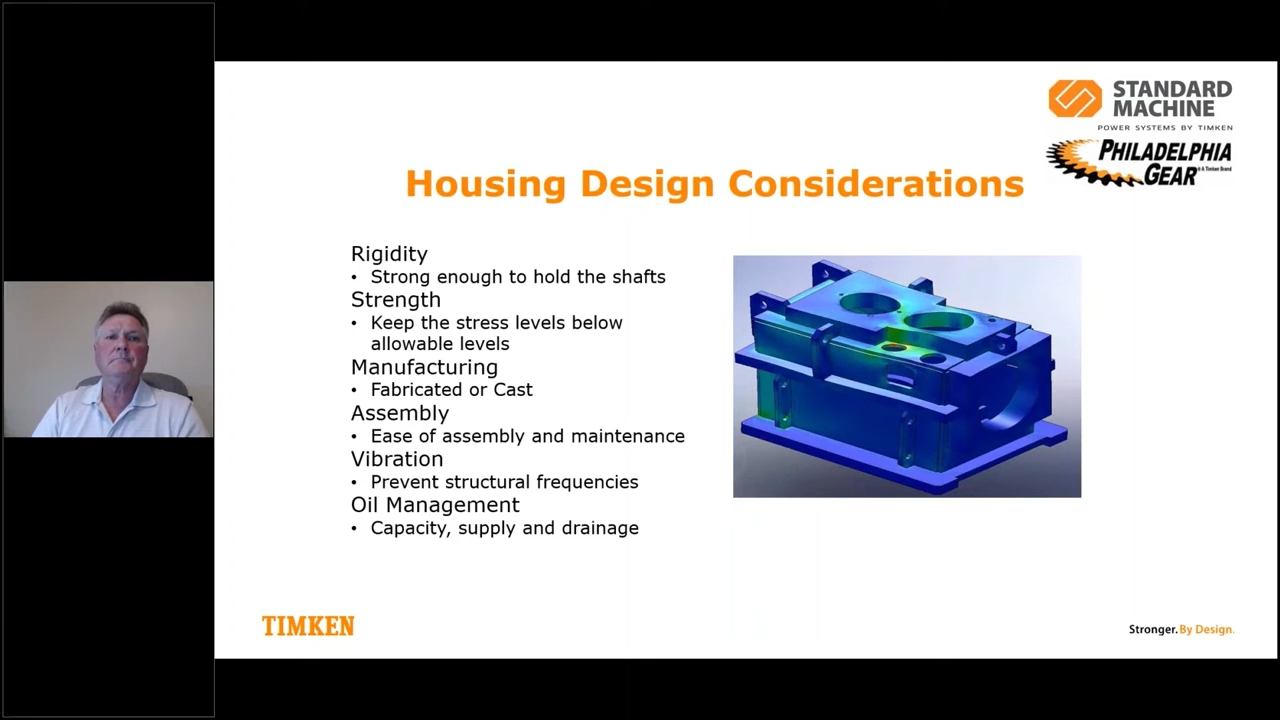 STANDARD
MACHINE
POWER SYSTEMS BY TIMKEN
PHILADELPHIA
GEAR
A Timken Brand
Housing Design Considerations
Rigidity
• Strong enough to hold the shafts
Strength
• Keep the stress levels below
allowable levels
Manufacturing
• Fabricated or Cast
Assembly
• Ease of assembly and maintenance
Vibration
• Prevent structural frequencies
Oil Management
• Capacity, supply and drainage
TIMKEN
Stronger. By Design.